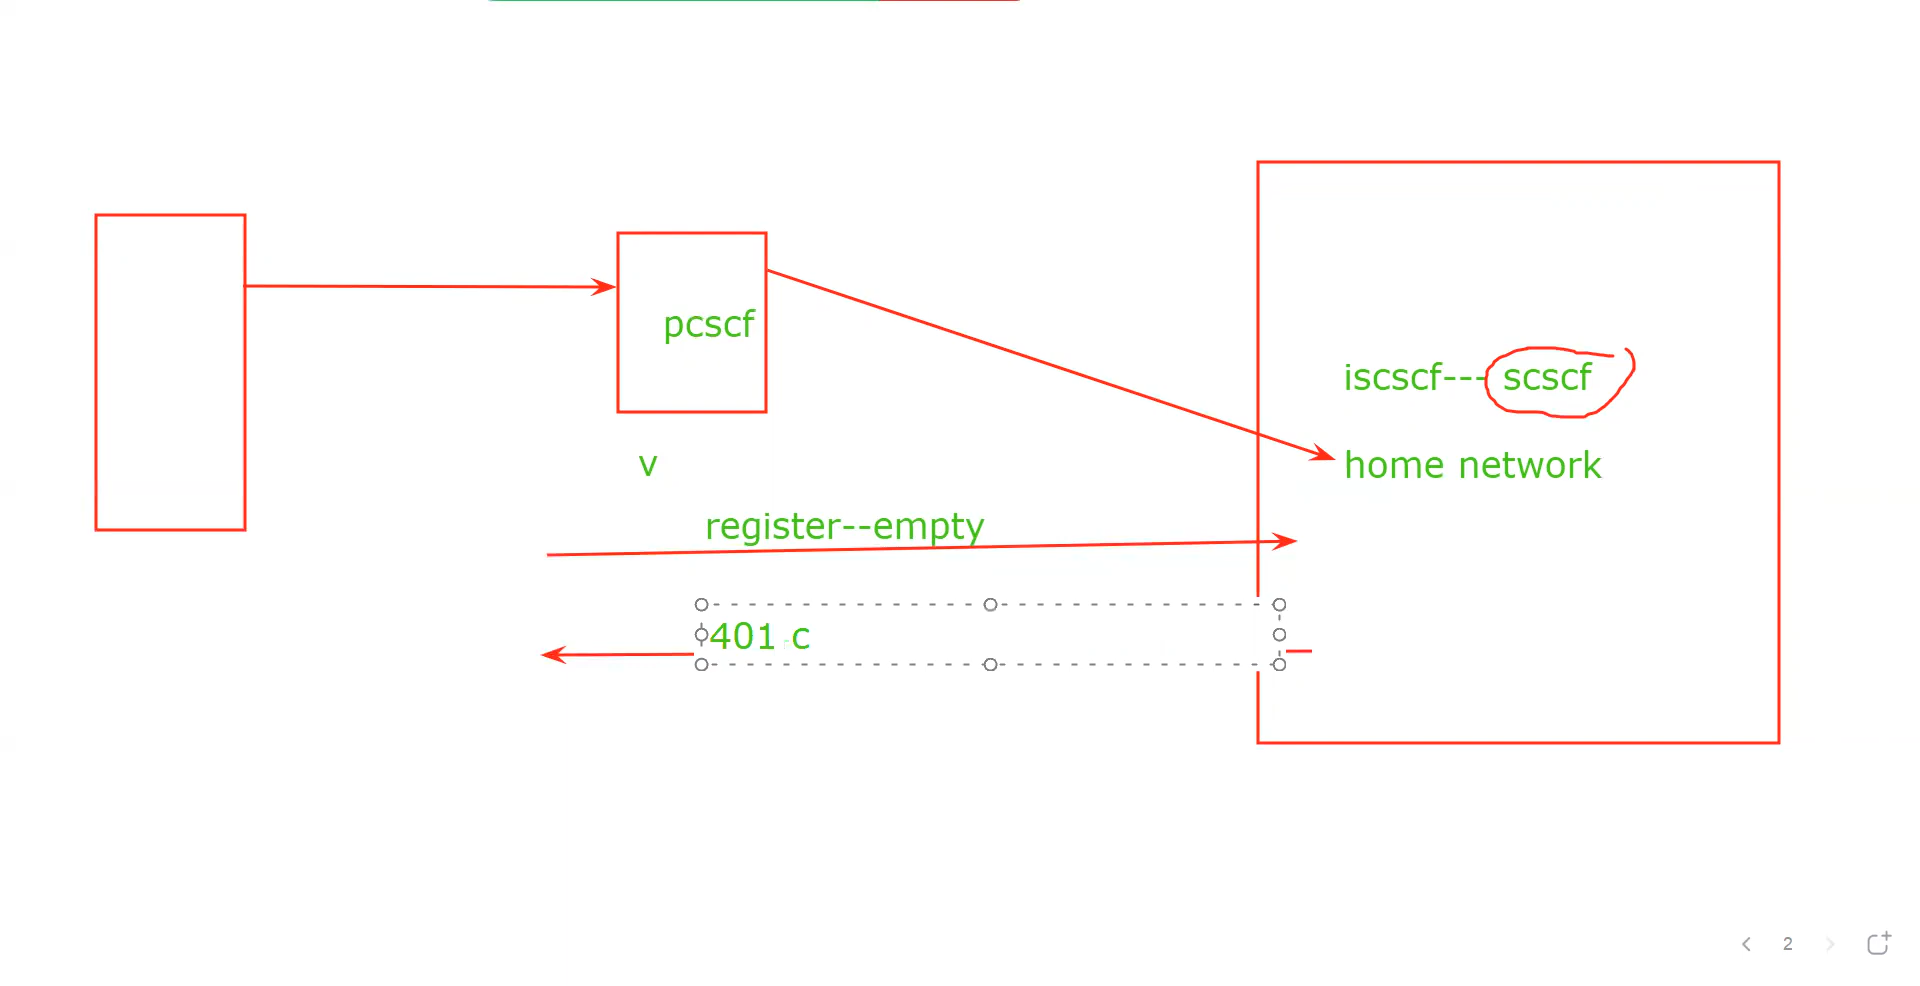 pcscf
iscscf--- scscf
v
home network
register--empty
401 c
2